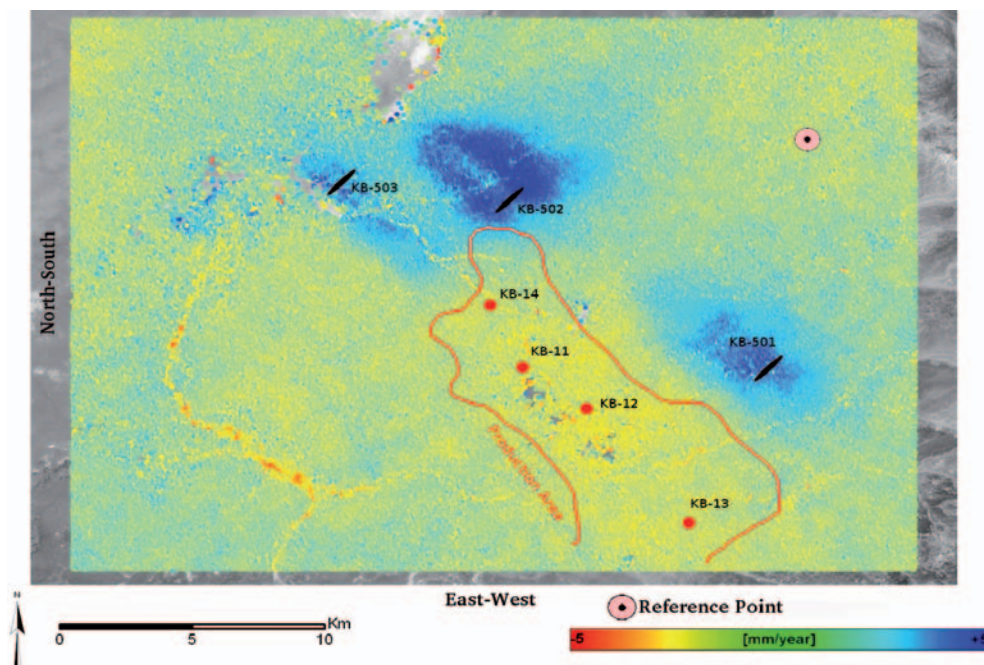 KB-503
KB-502
North-South
KB-14
KB-501
KB-11
KB-12
Production Area
KB-13
N
East-West
Reference Point
Km
0 5 10
-5 [mm/year] +5